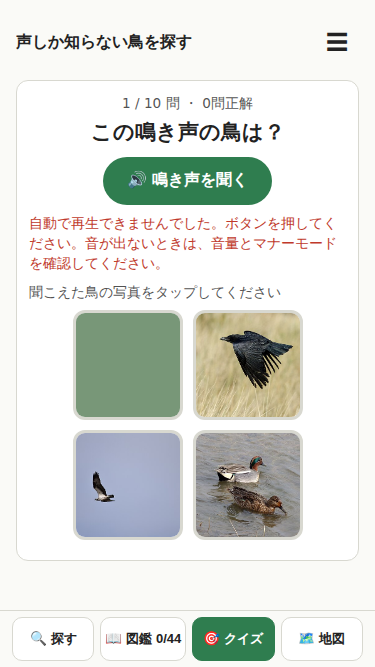 声しか知らない鳥を探す
1 / 10 問 ・ 0問正解
この鳴き声の鳥は？
🔊 鳴き声を聞く
自動で再生できませんでした。ボタンを押してく
ださい。音が出ないときは、音量とマナーモード
を確認してください。
聞こえた鳥の写真をタップしてください
🔍 探す
📖 図鑑 0/44
🎯 クイズ
🗺️ 地図